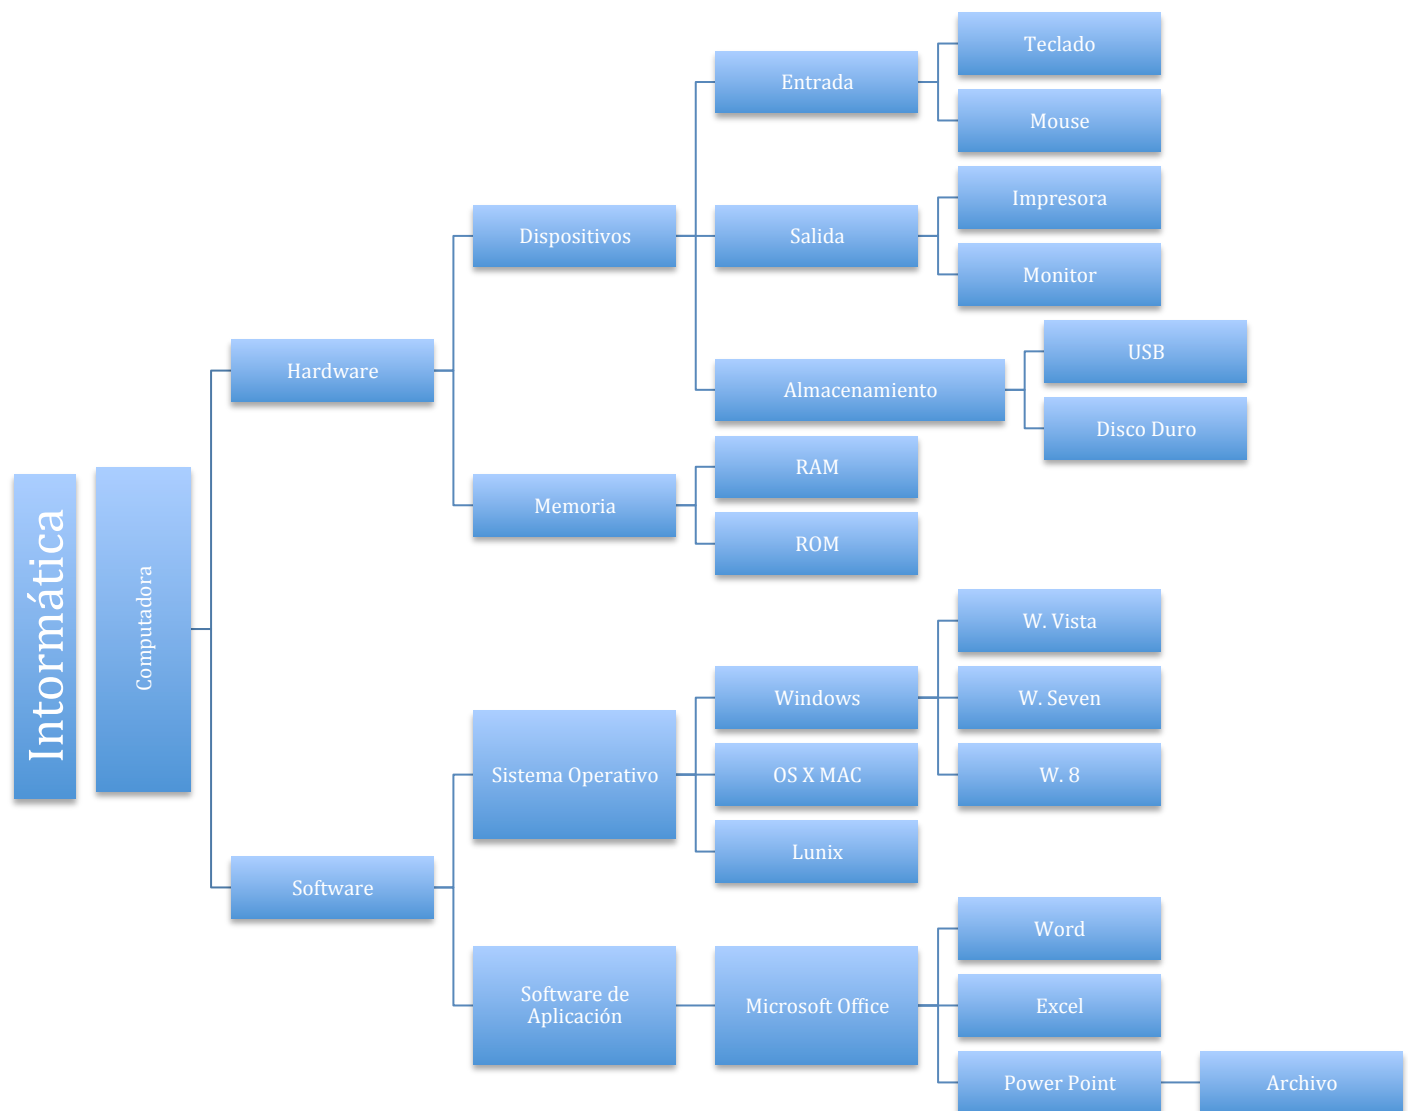 Intormática
Computadora
Hardware
Dispositivos
Entrada
Teclado
Mouse
Salida
Impresora
Monitor
Almacenamiento
USB
Disco Duro
Memoria
RAM
ROM
Software
Sistema Operativo
Windows
W. Vista
W. Seven
W. 8
OS X MAC
Lunix
Software de
Aplicación
Microsoft Office
Word
Excel
Power Point
Archivo